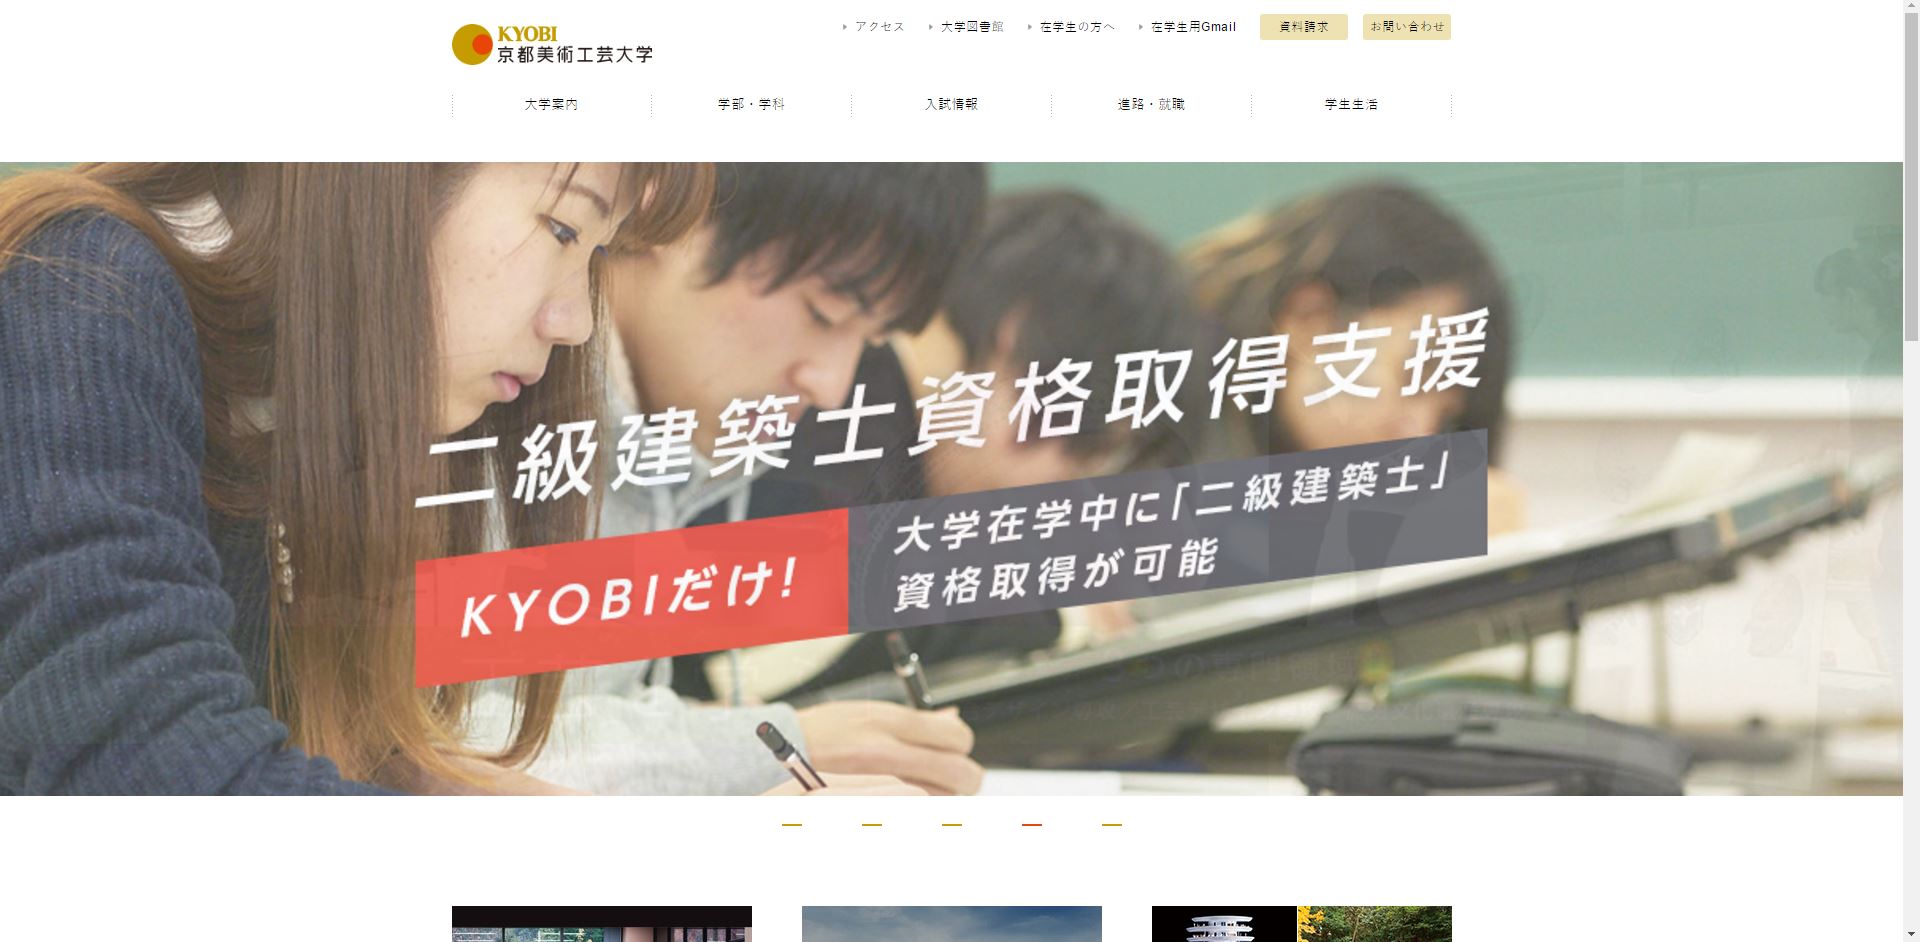 KYOBI
京都美術工芸大学
アクセス
大学図書館
在学生の方へ
在学生用Gmail
資料請求
お問い合わせ
大学案内
学部・学科
入試情報
進路・就職
学生生活
二級建築士資格取得支援
KYOBIだけ!
大学在学中に「二級建築士」
資格取得が可能